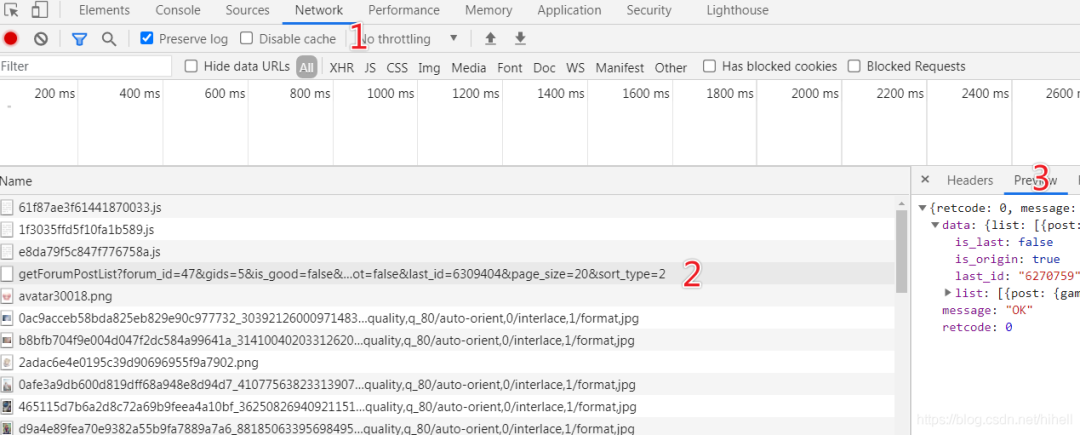 Elements Console Sources Network Performance Memory Application Security Lighthouse
Preserve log Disable cache 1 No throttling
Filter Hide data URLs All XHR JS CSS Img Media Font Doc WS Manifest Other Has blocked cookies Blocked Requests
200 ms 400 ms 600 ms 800 ms 1000 ms 1200 ms 1400 ms 1600 ms 1800 ms 2000 ms 2200 ms 2400 ms 2600
Name
61f87ae3f61441870033.js
1f3035ffd5f10fa1b589.js
e8da79f5c847f776758a.js
getForumPostList?forum_id=47&gids=5&is_good=false&...ot=false&last_id=6309404&page_size=20&sort_type=2 2
avatar30018.png
0ac9acceb58bda825eb829e90c977732_30392126000971483...quality,q_80/auto-orient,0/interlace,1/format,jpg
b8bfb704f9e004d047f2dc584a99641a_31410040203312620...quality,q_80/auto-orient,0/interlace,1/format,jpg
2adac6e4e0195c39d90696955f9a7902.png
0afe3a9db600d819dff68a948e8d94d7_41077563823313907...quality,q_80/auto-orient,0/interlace,1/format,jpg
465115d7b6a2d8c72a69b9feea4a10bf_36250826940921151...quality,q_80/auto-orient,0/interlace,1/format,jpg
d9a4e89fea70e9382a55b9fa7889a7a6_88185063395698495...quality,q_80/auto-orient,0/interlace,1/format,jpg
× Headers Preview 3
{retcode: 0, message:
data: {list: [{post:
is_last: false
is_origin: true
last_id: "6270759"
list: [{post: {gam
message: "OK"
retcode: 0
https://blog.csdn.net/hihell